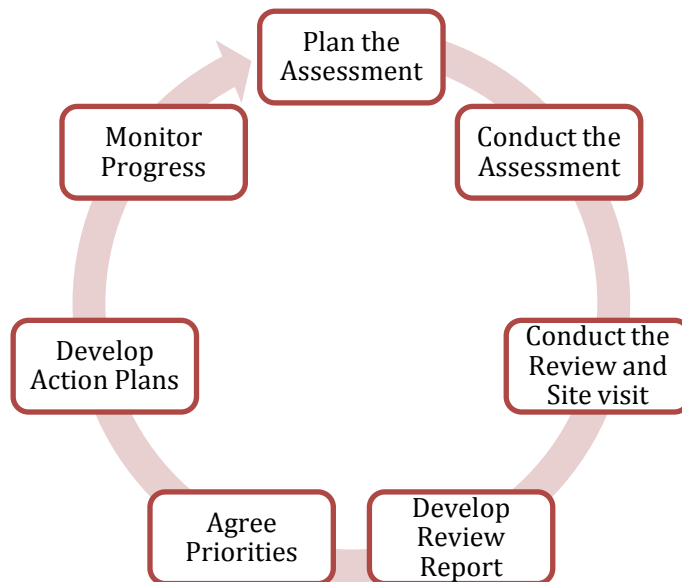 Plan the
Assessment
Conduct the
Assessment
Conduct the
Review and
Site visit
Develop
Review
Report
Agree
Priorities
Develop
Action Plans
Monitor
Progress